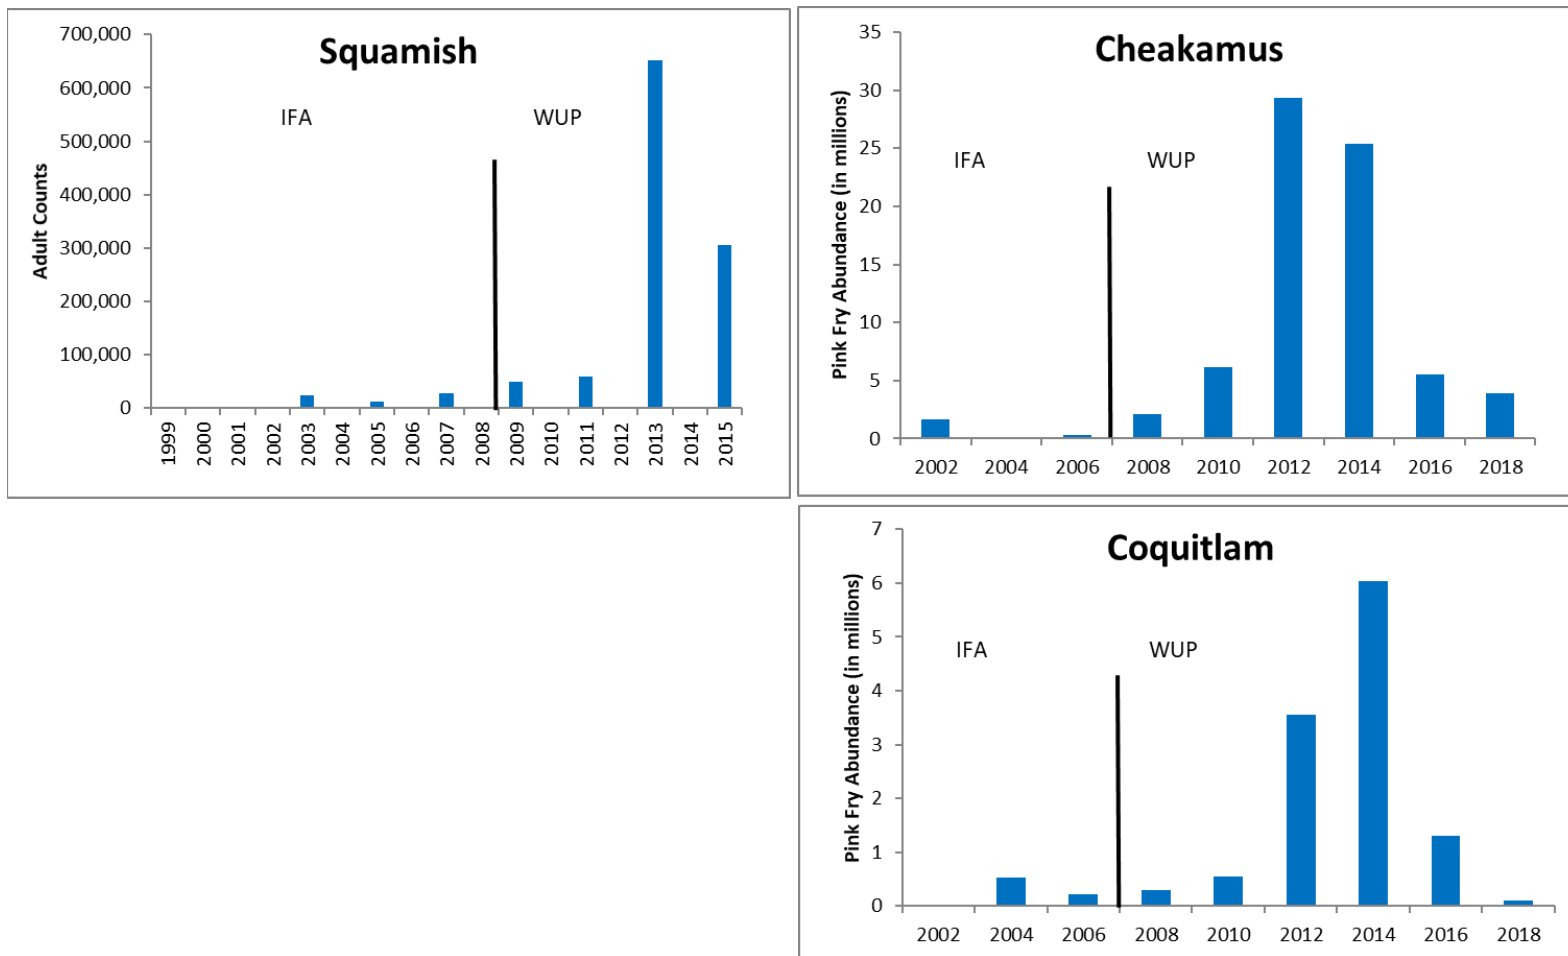 Squamish
Adult Counts
700,000
600,000
500,000
400,000
300,000
200,000
100,000
0
IFA
WUP
1999
2000
2001
2002
2003
2004
2005
2006
2007
2008
2009
2010
2011
2012
2013
2014
2015
Cheakamus
Pink Fry Abundance (in millions)
35
30
25
20
15
10
5
0
IFA
WUP
2002 2004 2006 2008 2010 2012 2014 2016 2018
Coquitlam
Pink Fry Abundance (in millions)
7
6
5
4
3
2
1
0
IFA
WUP
2002 2004 2006 2008 2010 2012 2014 2016 2018